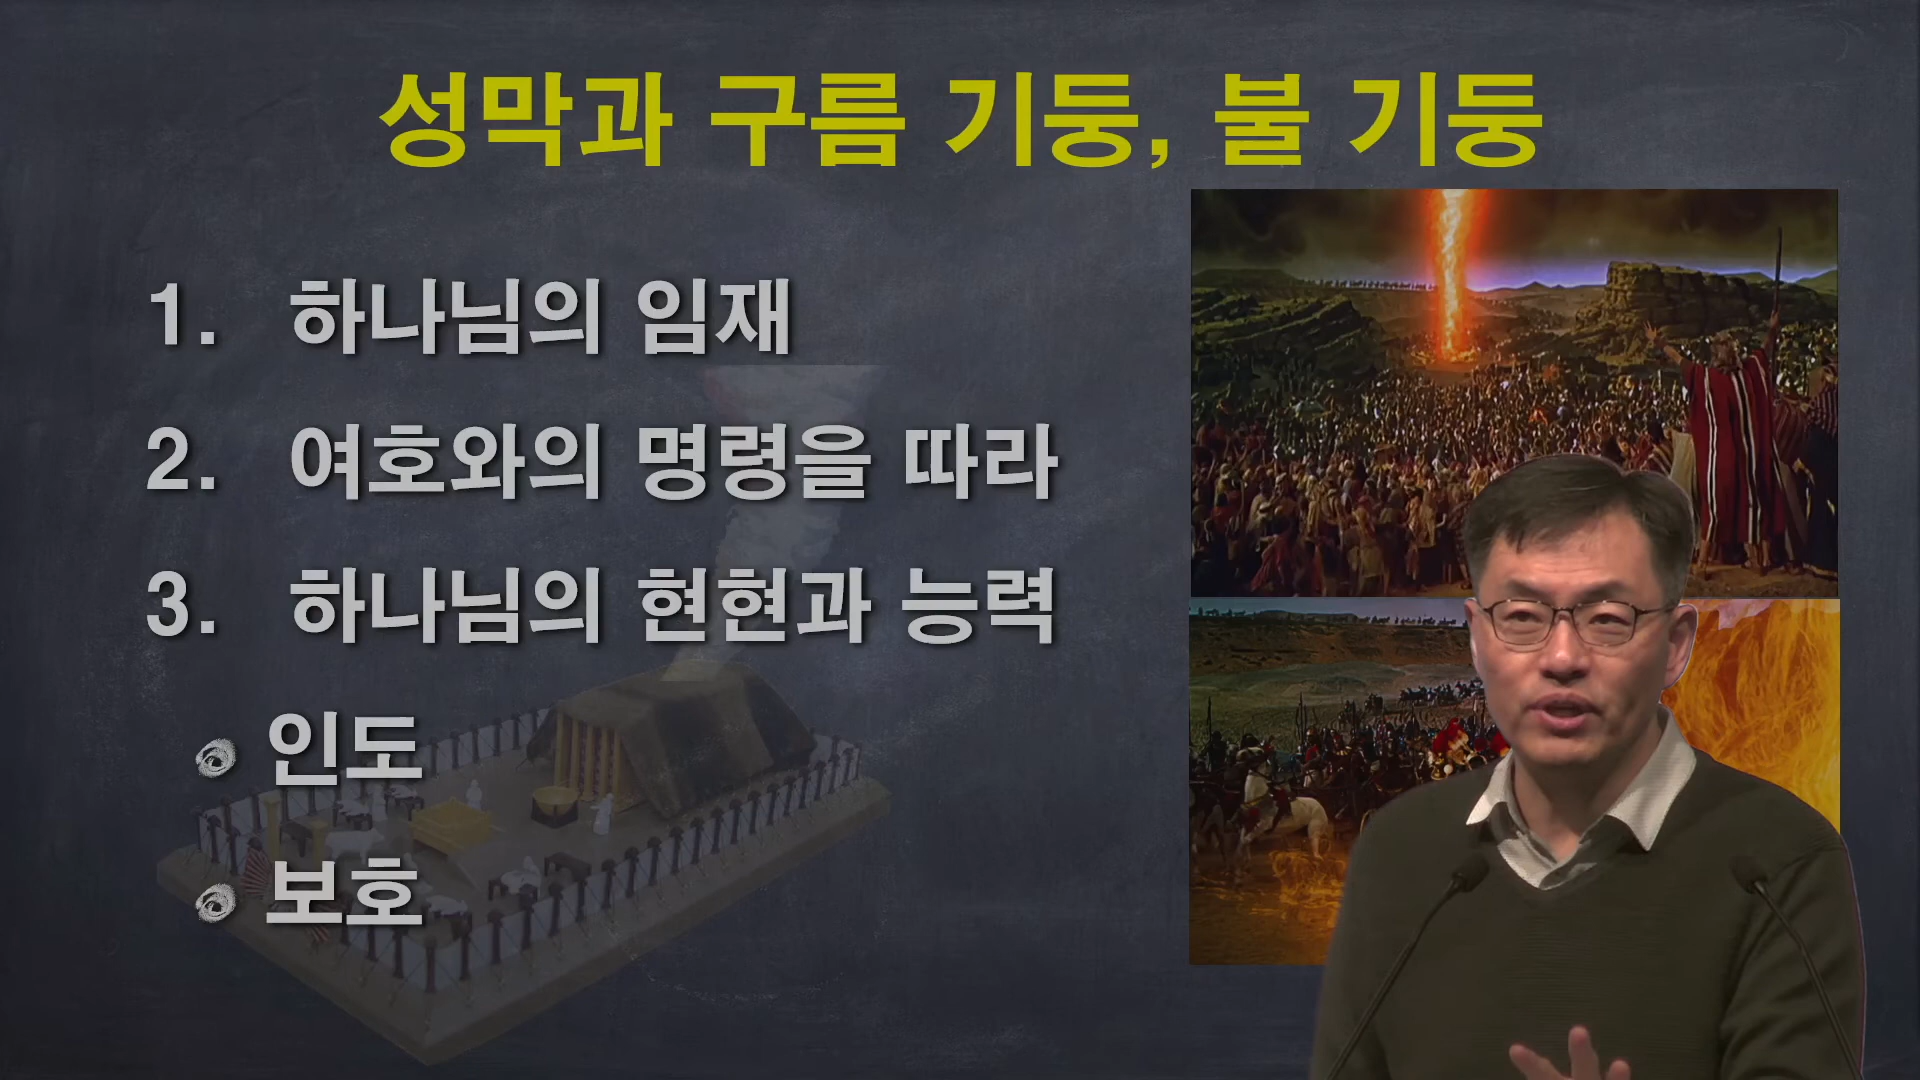 성막과 구름 기둥, 불 기둥
1. 하나님의 임재
2. 여호와의 명령을 따라
3. 하나님의 현현과 능력
인도
보호